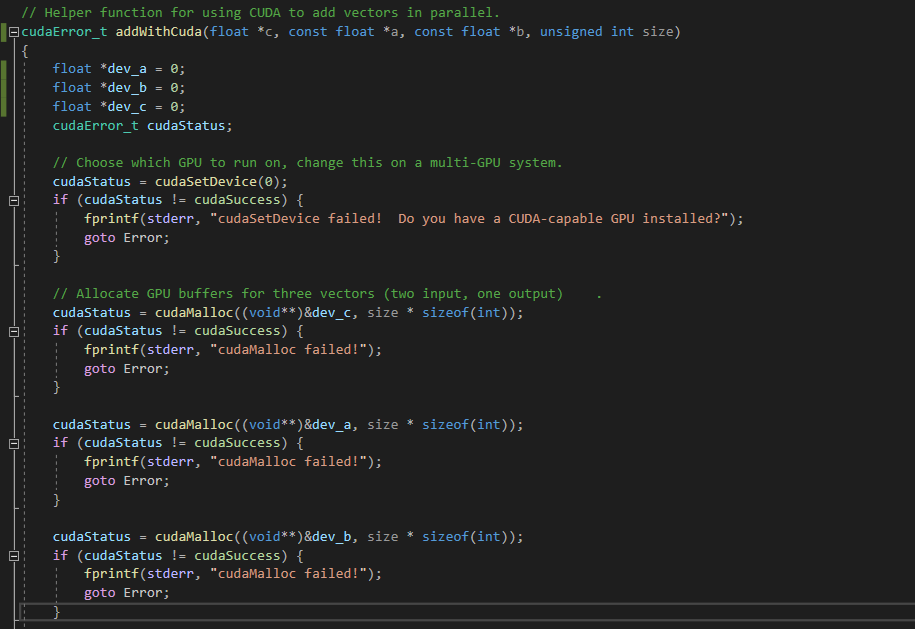 // Helper function for using CUDA to add vectors in parallel.
cudaError_t addWithCuda(float *c, const float *a, const float *b, unsigned int size)
{
    float *dev_a = 0;
    float *dev_b = 0;
    float *dev_c = 0;
    cudaError_t cudaStatus;

    // Choose which GPU to run on, change this on a multi-GPU system.
    cudaStatus = cudaSetDevice(0);
    if (cudaStatus != cudaSuccess) {
        fprintf(stderr, "cudaSetDevice failed!  Do you have a CUDA-capable GPU installed?");
        goto Error;
    }

    // Allocate GPU buffers for three vectors (two input, one output)    .
    cudaStatus = cudaMalloc((void**)&dev_c, size * sizeof(int));
    if (cudaStatus != cudaSuccess) {
        fprintf(stderr, "cudaMalloc failed!");
        goto Error;
    }

    cudaStatus = cudaMalloc((void**)&dev_a, size * sizeof(int));
    if (cudaStatus != cudaSuccess) {
        fprintf(stderr, "cudaMalloc failed!");
        goto Error;
    }

    cudaStatus = cudaMalloc((void**)&dev_b, size * sizeof(int));
    if (cudaStatus != cudaSuccess) {
        fprintf(stderr, "cudaMalloc failed!");
        goto Error;
    }